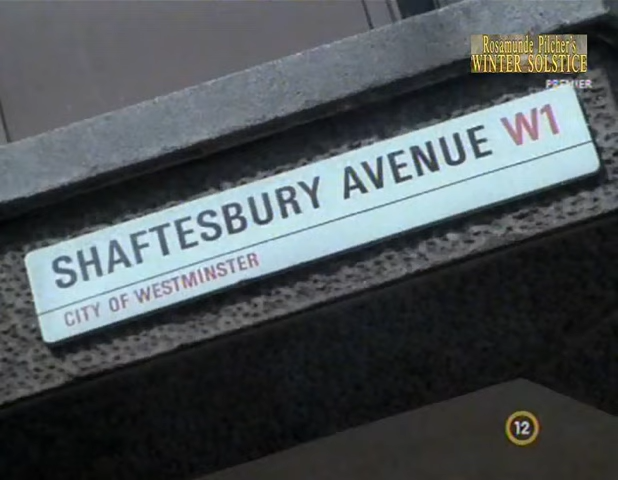 Rosamunde Pilcher's
WINTER SOLSTICE
PREMIER
SHAFTESBURY AVENUE W1
CITY OF WESTMINSTER
12